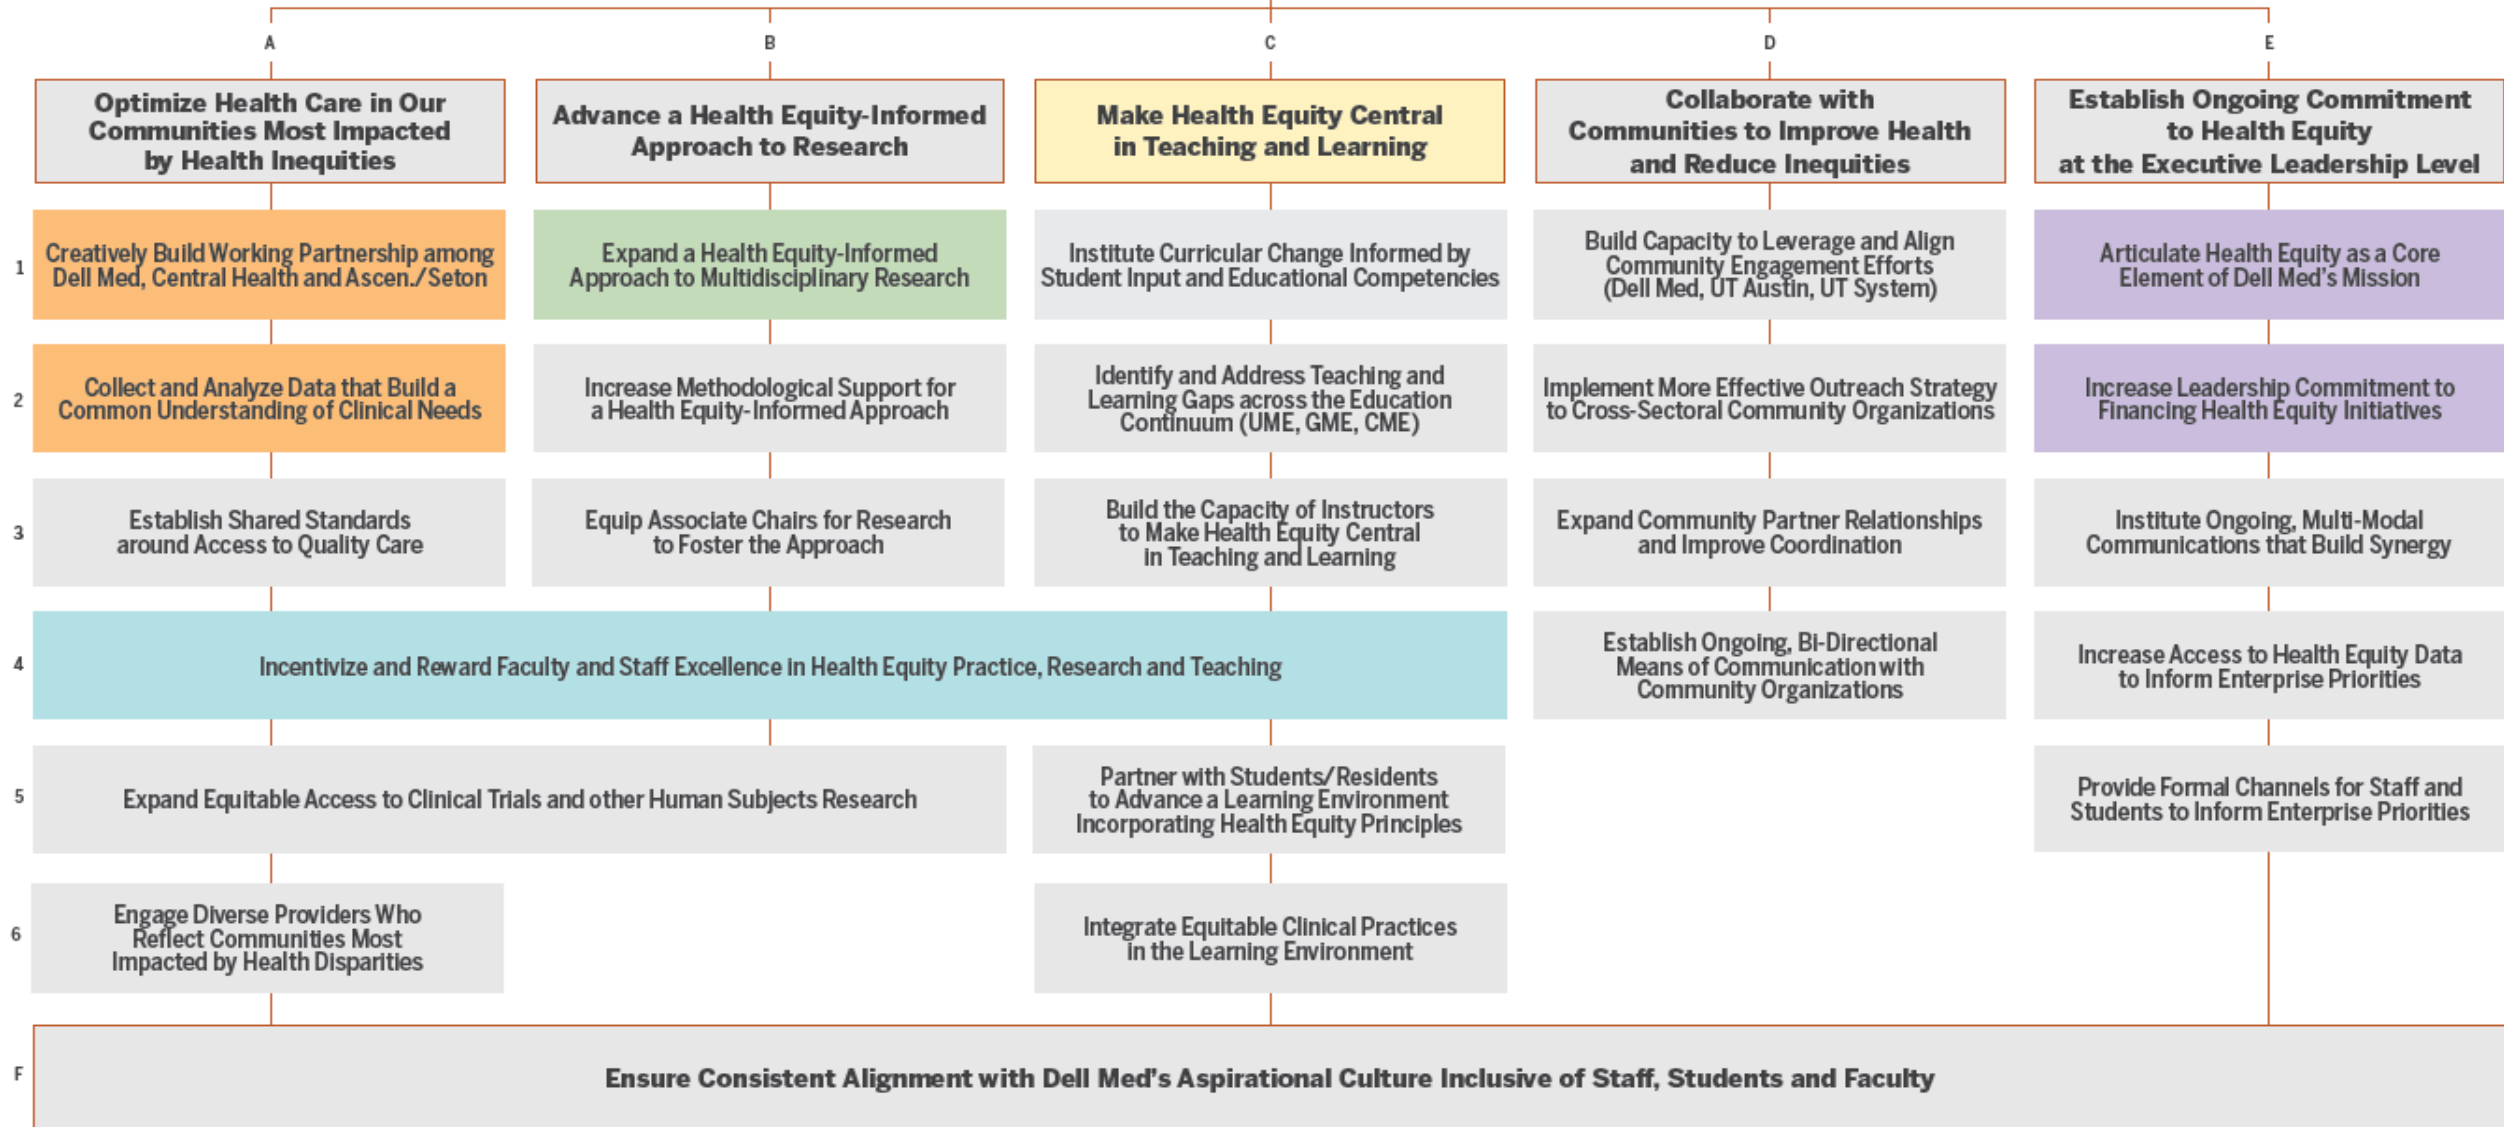 A
B
C
D
E
Optimize Health Care in Our
Communities Most Impacted
by Health Inequities
Advance a Health Equity-Informed
Approach to Research
Make Health Equity Central
in Teaching and Learning
Collaborate with
Communities to Improve Health
and Reduce Inequities
Establish Ongoing Commitment
to Health Equity
at the Executive Leadership Level
1
Creatively Build Working Partnership among
Dell Med, Central Health and Ascen./Seton
Expand a Health Equity-Informed
Approach to Multidisciplinary Research
Institute Curricular Change Informed by
Student Input and Educational Competencies
Build Capacity to Leverage and Align
Community Engagement Efforts
(Dell Med, UT Austin, UT System)
Articulate Health Equity as a Core
Element of Dell Med's Mission
2
Collect and Analyze Data that Build a
Common Understanding of Clinical Needs
Increase Methodological Support for
a Health Equity-Informed Approach
Identify and Address Teaching and
Learning Gaps across the Education
Continuum (UME, GME, CME)
Implement More Effective Outreach Strategy
to Cross-Sectoral Community Organizations
Increase Leadership Commitment to
Financing Health Equity Initiatives
3
Establish Shared Standards
around Access to Quality Care
Equip Associate Chairs for Research
to Foster the Approach
Build the Capacity of Instructors
to Make Health Equity Central
in Teaching and Learning
Expand Community Partner Relationships
and Improve Coordination
Institute Ongoing, Multi-Modal
Communications that Build Synergy
4
Incentivize and Reward Faculty and Staff Excellence in Health Equity Practice, Research and Teaching
Establish Ongoing, Bi-Directional
Means of Communication with
Community Organizations
Increase Access to Health Equity Data
to Inform Enterprise Priorities
5
Expand Equitable Access to Clinical Trials and other Human Subjects Research
Partner with Students/Residents
to Advance a Learning Environment
Incorporating Health Equity Principles
Provide Formal Channels for Staff and
Students to Inform Enterprise Priorities
6
Engage Diverse Providers Who
Reflect Communities Most
Impacted by Health Disparities
Integrate Equitable Clinical Practices
in the Learning Environment
F
Ensure Consistent Alignment with Dell Med's Aspirational Culture Inclusive of Staff, Students and Faculty